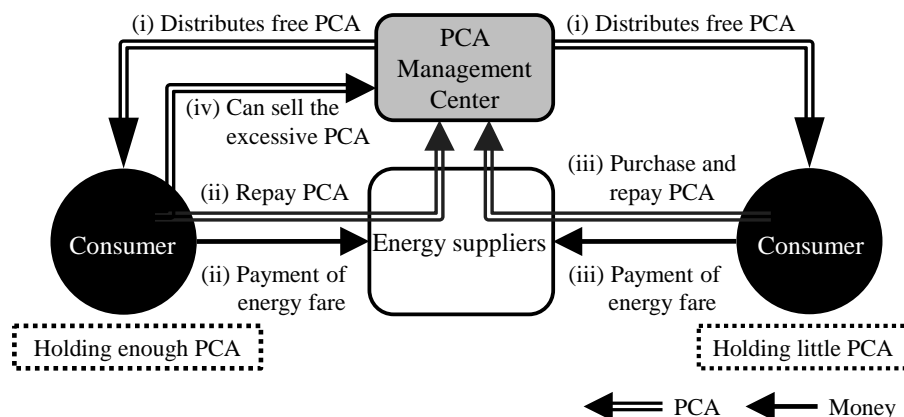 (i) Distributes free PCA
(i) Distributes free PCA
PCA
Management
Center
(iv) Can sell the
excessive PCA
(iii) Purchase and
repay PCA
(ii) Repay PCA
Consumer
Energy suppliers
Consumer
(ii) Payment of
energy fare
(iii) Payment of
energy fare
Holding enough PCA
Holding little PCA
PCA
Money